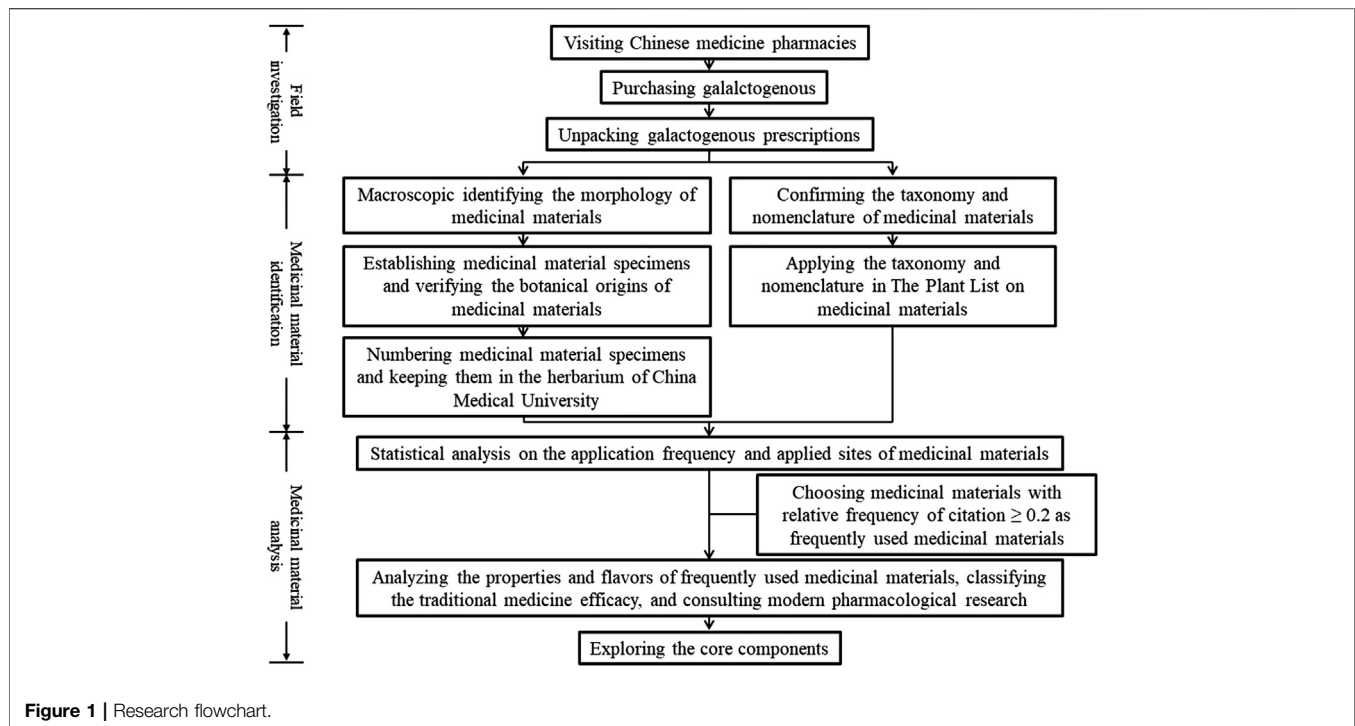 Field
investigation
Visiting Chinese medicine pharmacies
Purchasing galalctogenous
Unpacking galactogenous prescriptions
Medicinal material
identification
Macroscopic identifying the morphology of
medicinal materials
Confirming the taxonomy and
nomenclature of medicinal materials
Establishing medicinal material specimens
and verifying the botanical origins of
medicinal materials
Applying the taxonomy and
nomenclature in The Plant List on
medicinal materials
Numbering medicinal material specimens
and keeping them in the herbarium of China
Medical University
Medicinal material
analysis
Statistical analysis on the application frequency and applied sites of medicinal materials
Choosing medicinal materials with
relative frequency of citation ≥ 0.2 as
frequently used medicinal materials
Analyzing the properties and flavors of frequently used medicinal materials, classifying
the traditional medicine efficacy, and consulting modern pharmacological research
Exploring the core components
Figure 1 | Research flowchart.